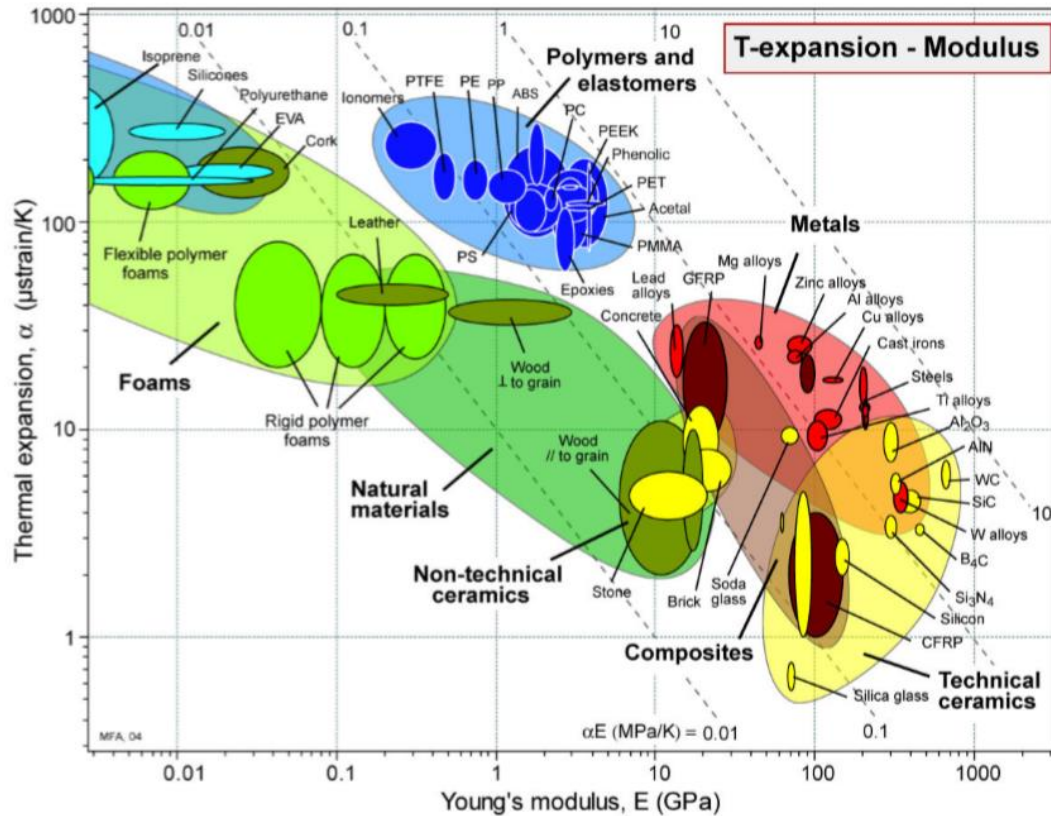 T-expansion - Modulus
1000
100
10
1
Thermal expansion, α (μstrain/K)
0.01
0.1
1
10
Isoprene
Silicones
Polyurethane
EVA
Cork
Flexible polymer
foams
Leather
Foams
Rigid polymer
foams
Ionomers
PTFE
PE
PP
ABS
Polymers and
elastomers
PC
PEEK
Phenolic
PET
Acetal
PMMA
PS
Epoxies
Wood
⊥ to grain
Wood
// to grain
Natural
materials
Non-technical
ceramics
Stone
Brick
Soda
glass
Concrete
Lead
alloys
GFRP
Mg alloys
Metals
Zinc alloys
Al alloys
Cu alloys
Cast irons
Steels
Ti alloys
Al2O3
AlN
WC
SiC
10
W alloys
B4C
Si3N4
Silicon
CFRP
Composites
Technical
ceramics
Silica glass
αE (MPa/K) = 0.01
0.1
MFA, 04
0.01
0.1
1
10
100
1000
Young's modulus, E (GPa)